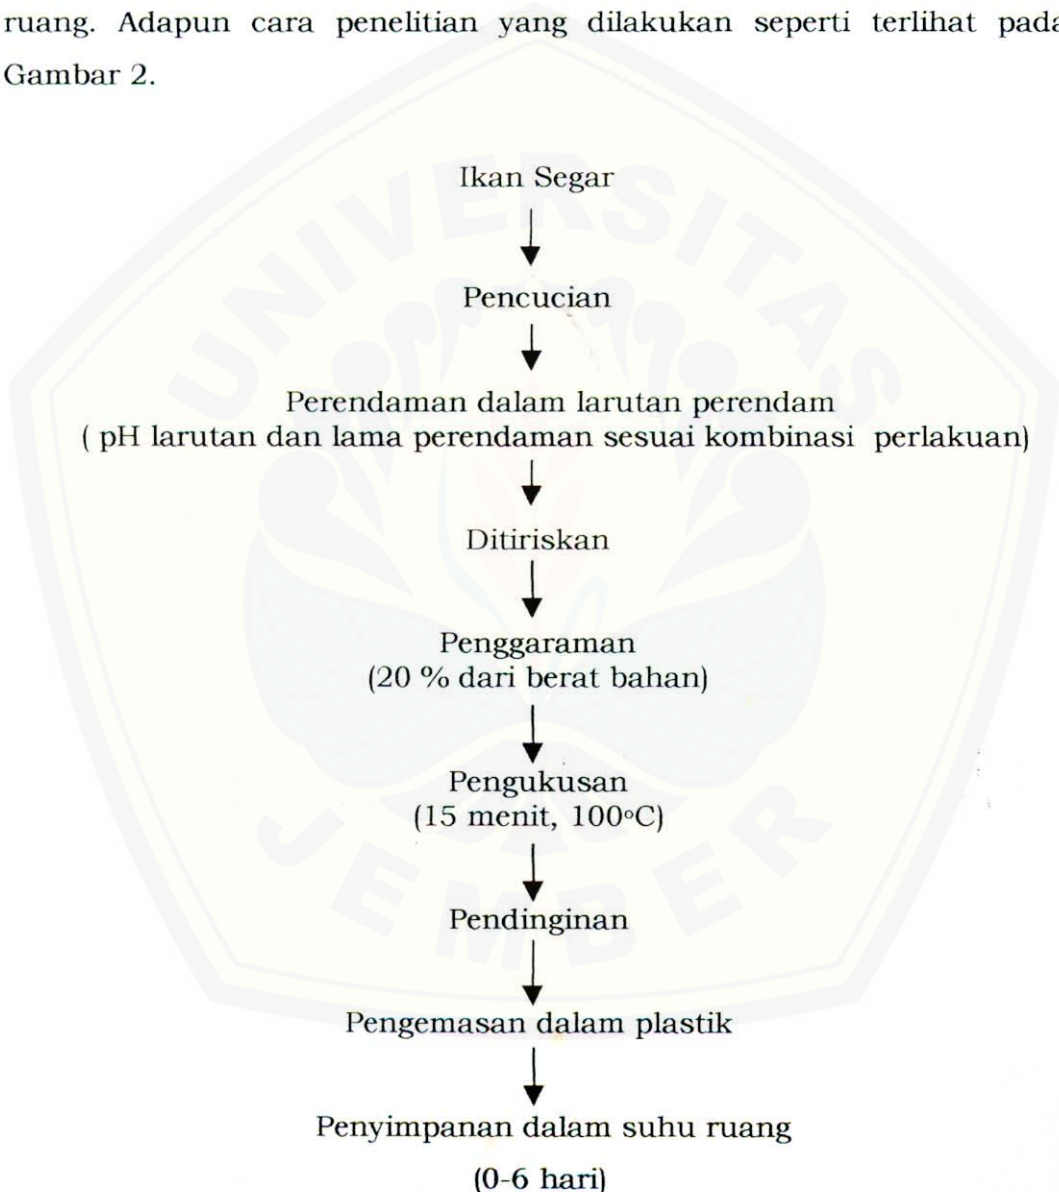 ruang. Adapun cara penelitian yang dilakukan seperti terlihat pada
Gambar 2.
Ikan Segar
Pencucian
Perendaman dalam larutan perendam
( pH larutan dan lama perendaman sesuai kombinasi perlakuan)
Ditiriskan
Penggaraman
(20 % dari berat bahan)
Pengukusan
(15 menit, 100°C)
Pendinginan
Pengemasan dalam plastik
Penyimpanan dalam suhu ruang
(0-6 hari)
UNIVERSITAS
JEMBER